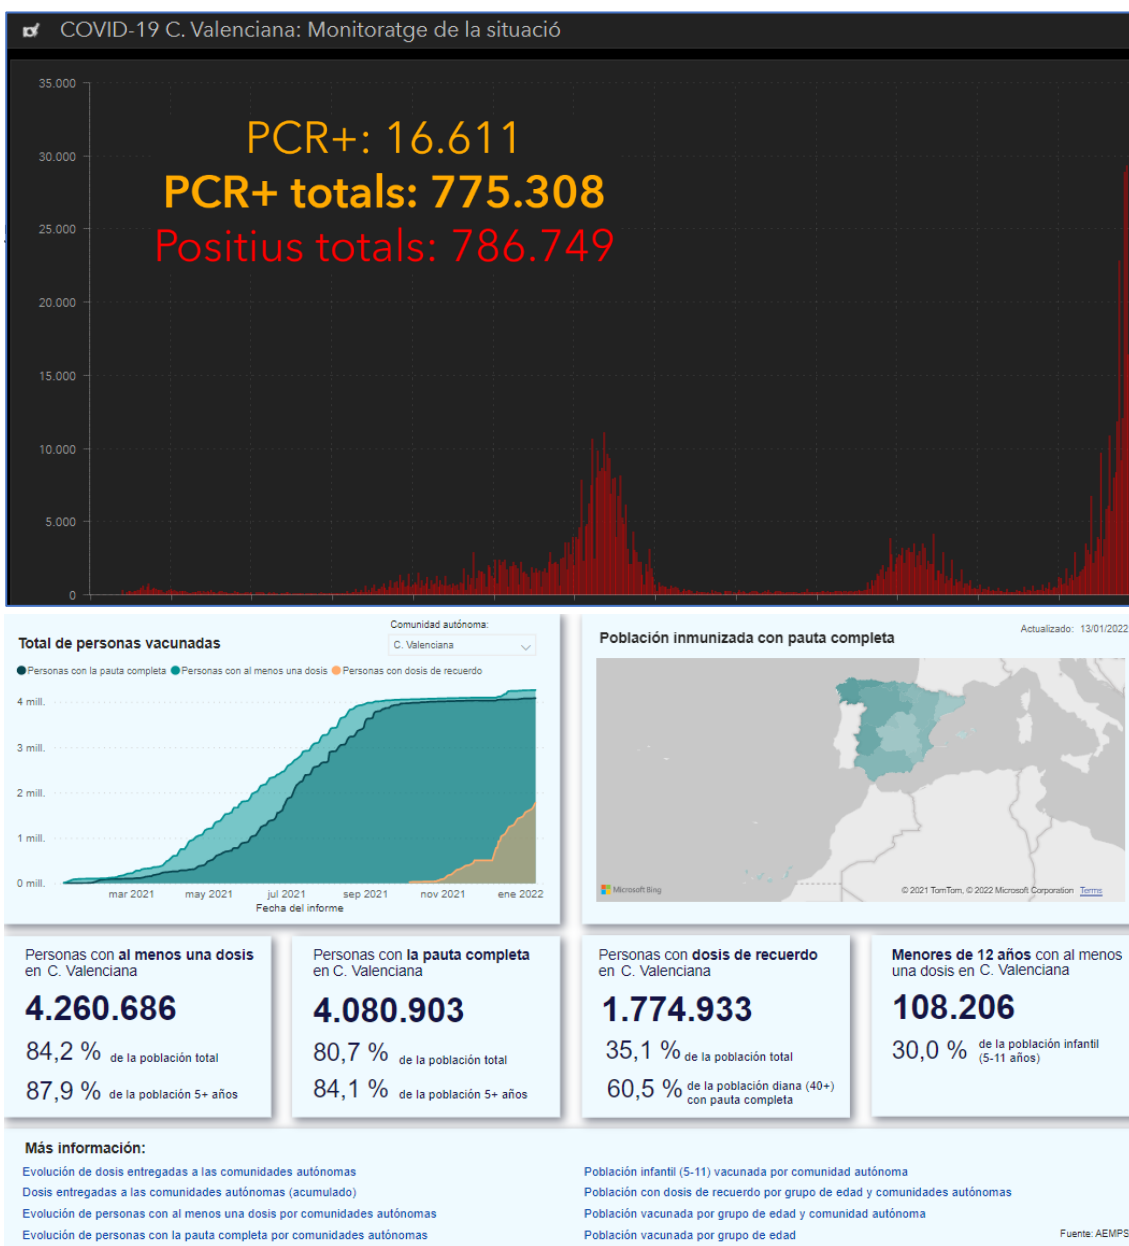 COVID-19 C. Valenciana: Monitoratge de la situació
35.000
30.000
25.000
20.000
15.000
10.000
5.000
0
PCR+: 16.611
PCR+ totals: 775.308
Positius totals: 786.749
Total de personas vacunadas
Comunidad autónoma:
C. Valenciana
Personas con la pauta completa Personas con al menos una dosis Personas con dosis de recuerdo
4 mill.
3 mill.
2 mill.
1 mill.
0 mill.
mar 2021 may 2021 jul 2021 sep 2021 nov 2021 ene 2022
Fecha del informe
Población inmunizada con pauta completa
Actualizado: 13/01/2022
Microsoft Bing
© 2021 TomTom, © 2022 Microsoft Corporation Terms
Personas con al menos una dosis
en C. Valenciana
4.260.686
84,2 % de la población total
87,9 % de la población 5+ años
Personas con la pauta completa
en C. Valenciana
4.080.903
80,7 % de la población total
84,1 % de la población 5+ años
Personas con dosis de recuerdo
en C. Valenciana
1.774.933
35,1 % de la población total
60,5 % de la población diana (40+)
con pauta completa
Menores de 12 años con al menos
una dosis en C. Valenciana
108.206
30,0 % de la población infantil
(5-11 años)
Más información:
Evolución de dosis entregadas a las comunidades autónomas
Dosis entregadas a las comunidades autónomas (acumulado)
Evolución de personas con al menos una dosis por comunidades autónomas
Evolución de personas con la pauta completa por comunidades autónomas
Población infantil (5-11) vacunada por comunidad autónoma
Población con dosis de recuerdo por grupo de edad y comunidades autónomas
Población vacunada por grupo de edad y comunidad autónoma
Población vacunada por grupo de edad
Fuente: AEMPS